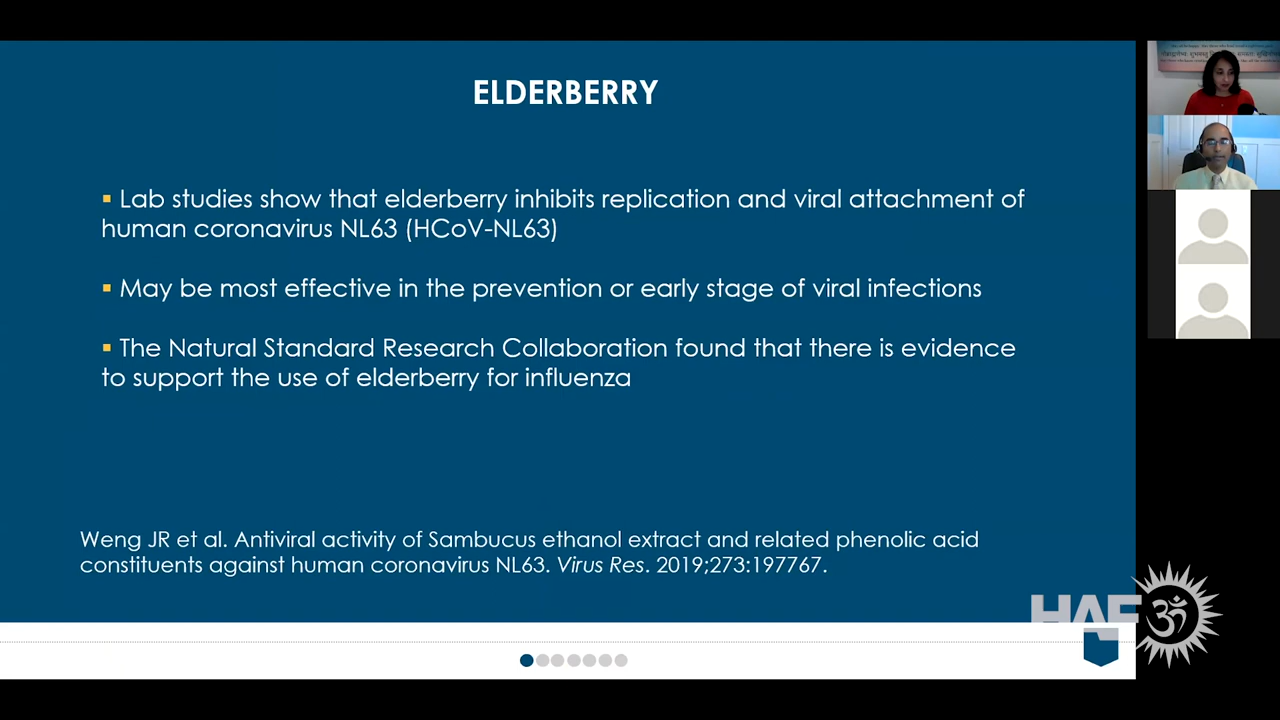 ELDERBERRY
▪ Lab studies show that elderberry inhibits replication and viral attachment of
human coronavirus NL63 (HCoV-NL63)
▪ May be most effective in the prevention or early stage of viral infections
▪ The Natural Standard Research Collaboration found that there is evidence
to support the use of elderberry for influenza
Weng JR et al. Antiviral activity of Sambucus ethanol extract and related phenolic acid
constituents against human coronavirus NL63. Virus Res. 2019;273:197767.
HAF ॐ